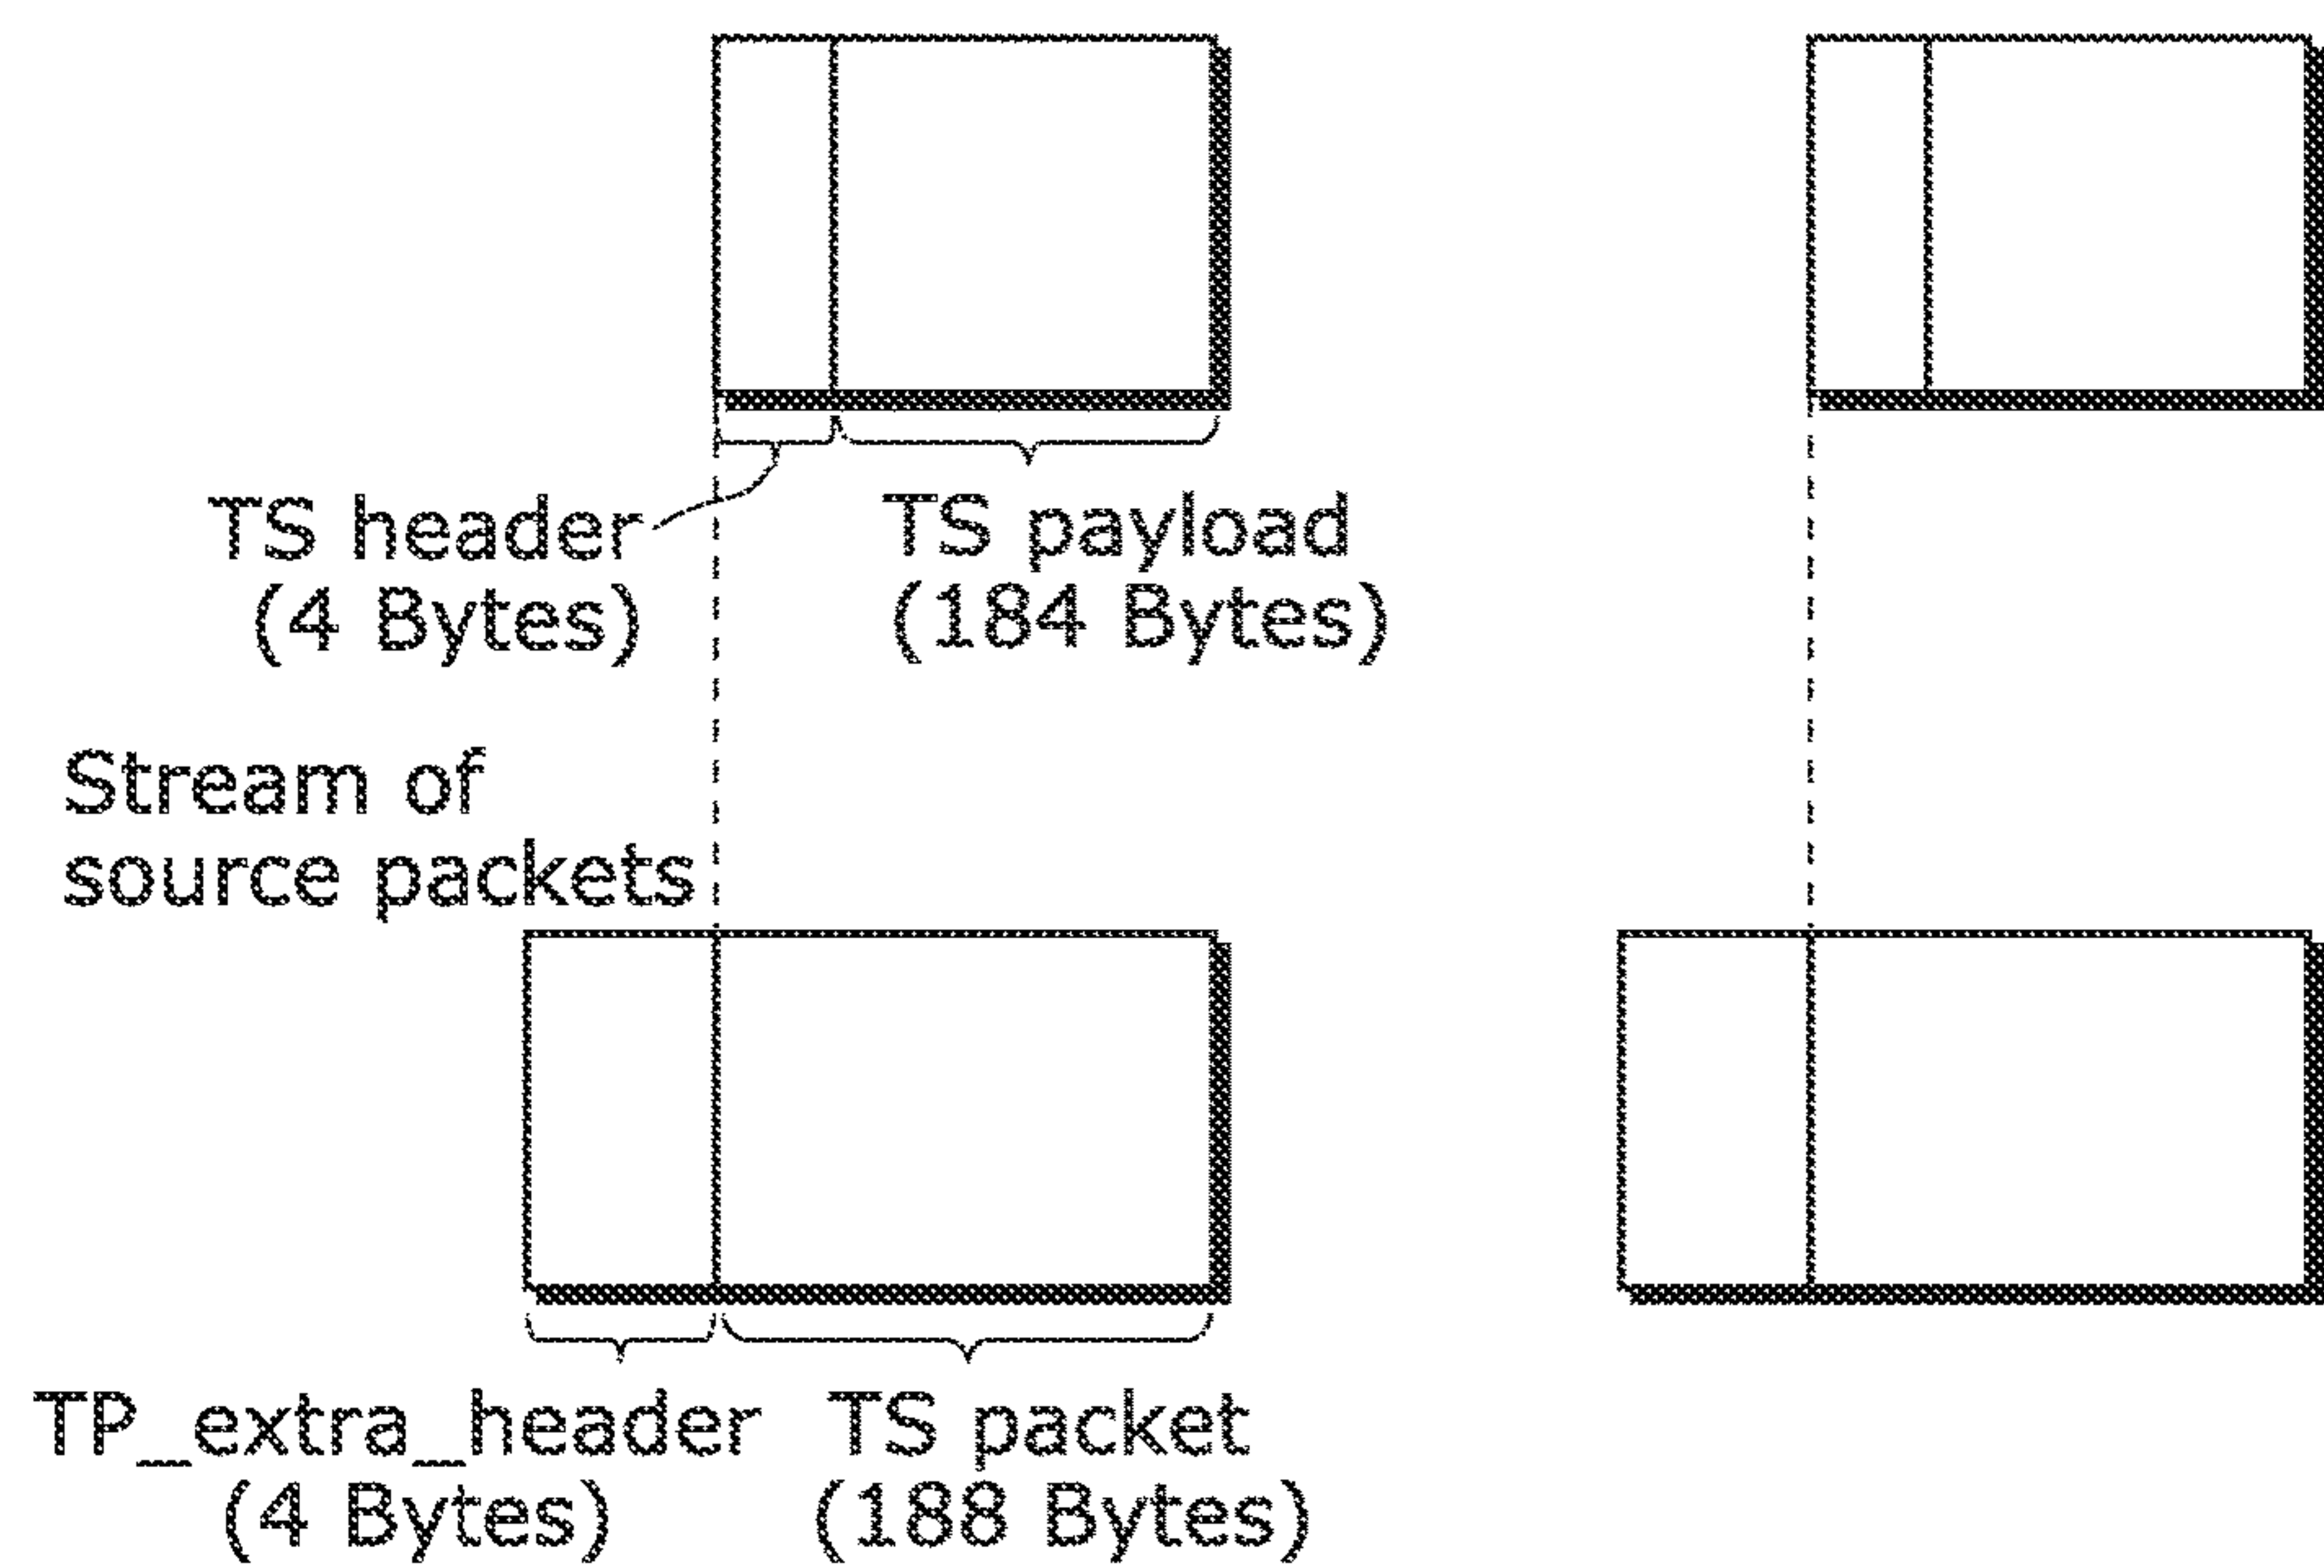 TS header
(4 Bytes)
TS payload
(184 Bytes)
Stream of
source packets
TP_extra_header
(4 Bytes)
TS packet
(188 Bytes)